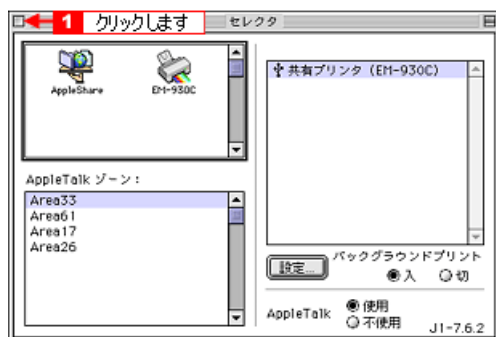 1 クリックします
セレクタ
AppleShare
EM-930C
共有プリンタ (EM-930C)
AppleTalk ゾーン：
Area33
Area61
Area17
Area26
設定...
バックグラウンドプリント
入 切
AppleTalk
使用
不使用
J1-7.6.2